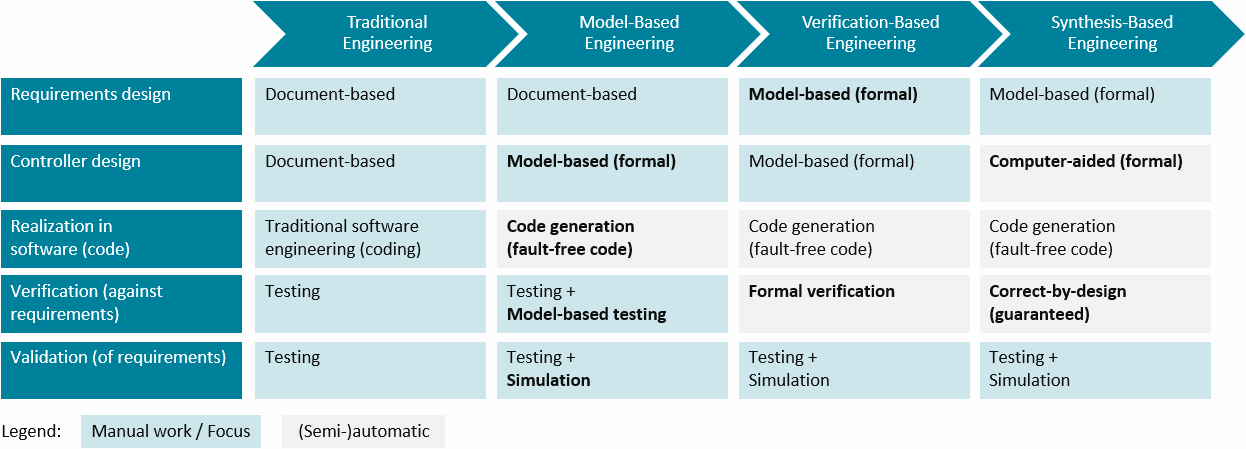 Traditional
Engineering
Model-Based
Engineering
Verification-Based
Engineering
Synthesis-Based
Engineering
Requirements design
Document-based
Document-based
Model-based (formal)
Model-based (formal)
Controller design
Document-based
Model-based (formal)
Model-based (formal)
Computer-aided (formal)
Realization in
software (code)
Traditional software
engineering (coding)
Code generation
(fault-free code)
Code generation
(fault-free code)
Code generation
(fault-free code)
Verification (against
requirements)
Testing
Testing +
Model-based testing
Formal verification
Correct-by-design
(guaranteed)
Validation (of requirements)
Testing
Testing +
Simulation
Testing +
Simulation
Testing +
Simulation
Legend:
Manual work / Focus
(Semi-)automatic